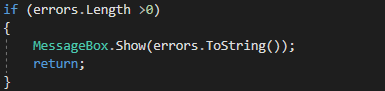 if (errors.Length >0)
{
    MessageBox.Show(errors.ToString());
    return;
}